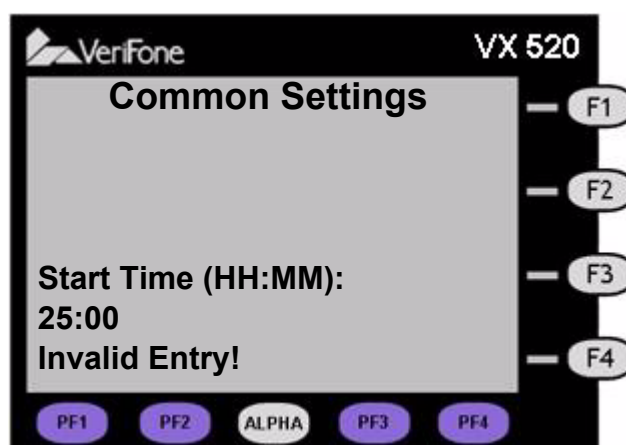 VeriFone
VX 520
Common Settings
F1
F2
Start Time (HH:MM):
F3
25:00
Invalid Entry!
F4
PF1 PF2 ALPHA PF3 PF4